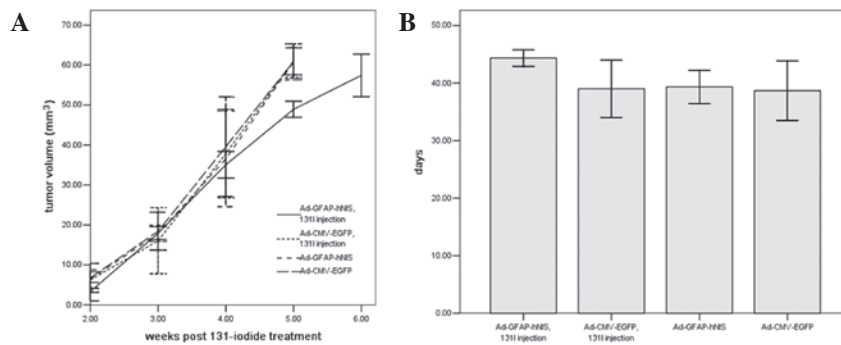 A
70.00
60.00
50.00
40.00
30.00
20.00
10.00
0.00
tumor volume (mm³)
2.00 3.00 4.00 5.00 6.00
weeks post 131-iodide treatment
Ad-GFAP-hNIS,
131I injection
Ad-CMV-EGFP,
131I injection
Ad-GFAP-hNIS
Ad-CMV-EGFP
B
50.00
40.00
30.00
20.00
10.00
0.00
days
Ad-GFAP-hNIS,
131I injection
Ad-CMV-EGFP,
131I injection
Ad-GFAP-hNIS
Ad-CMV-EGFP